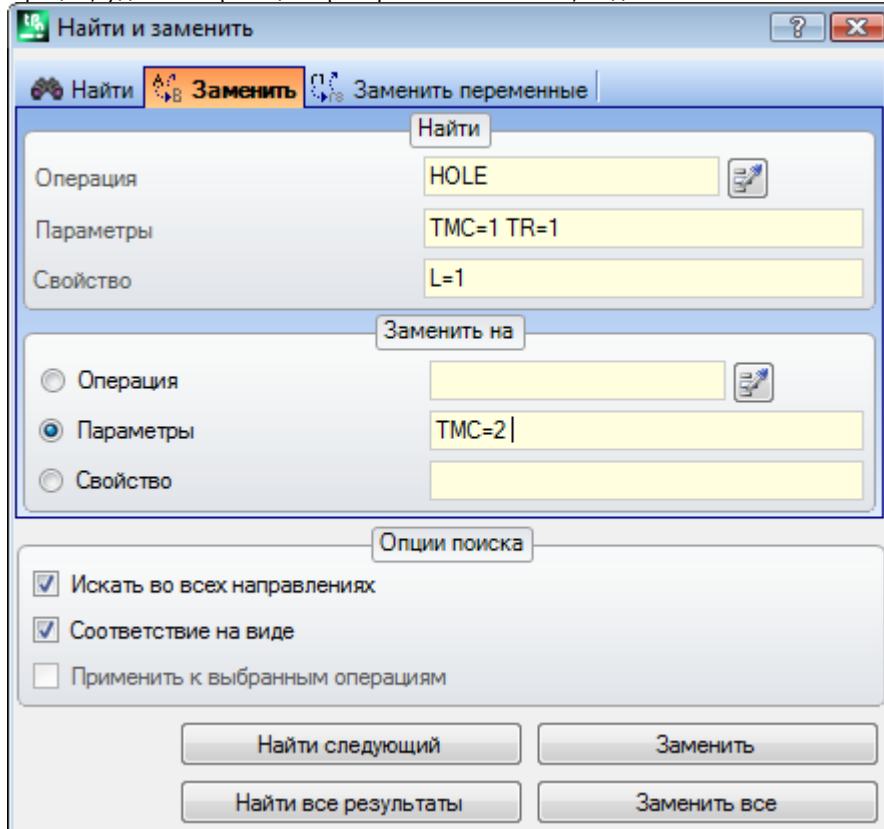 Найти и заменить
Найти Заменить Заменить переменные
Найти
Операция HOLE
Параметры TMC=1 TR=1
Свойство L=1
Заменить на
Операция
Параметры TMC=2
Свойство
Опции поиска
Искать во всех направлениях
Соответствие на виде
Применить к выбранным операциям
Найти следующий Заменить
Найти все результаты Заменить все